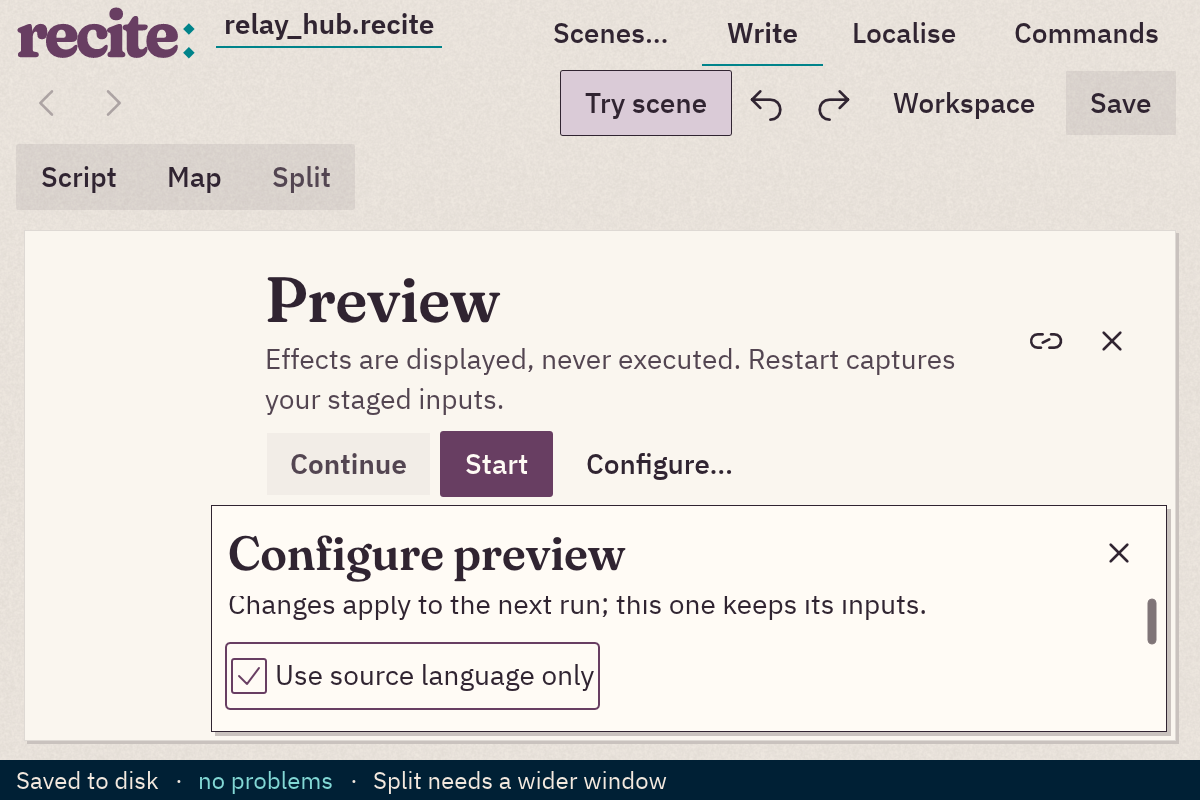 recite:
relay_hub.recite
Scenes...
Write
Localise
Commands
Try scene
Workspace
Save
Script
Map
Split
Preview
Effects are displayed, never executed. Restart captures
your staged inputs.
Continue
Start
Configure...
Configure preview
Changes apply to the next run; this one keeps its inputs.
Use source language only
Saved to disk · no problems · Split needs a wider window